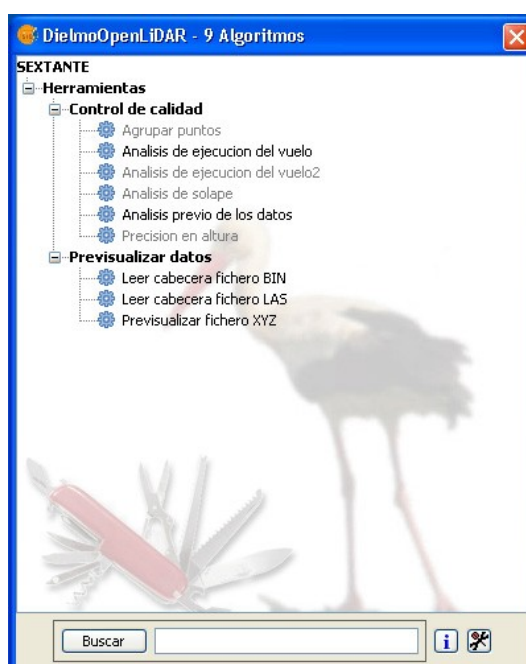 DielmoOpenLiDAR - 9 Algoritmos
SEXTANTE
Herramientas
Control de calidad
Agrupar puntos
Analisis de ejecucion del vuelo
Analisis de ejecucion del vuelo2
Analisis de solape
Analisis previo de los datos
Precision en altura
Previsualizar datos
Leer cabecera fichero BIN
Leer cabecera fichero LAS
Previsualizar fichero XYZ
Buscar